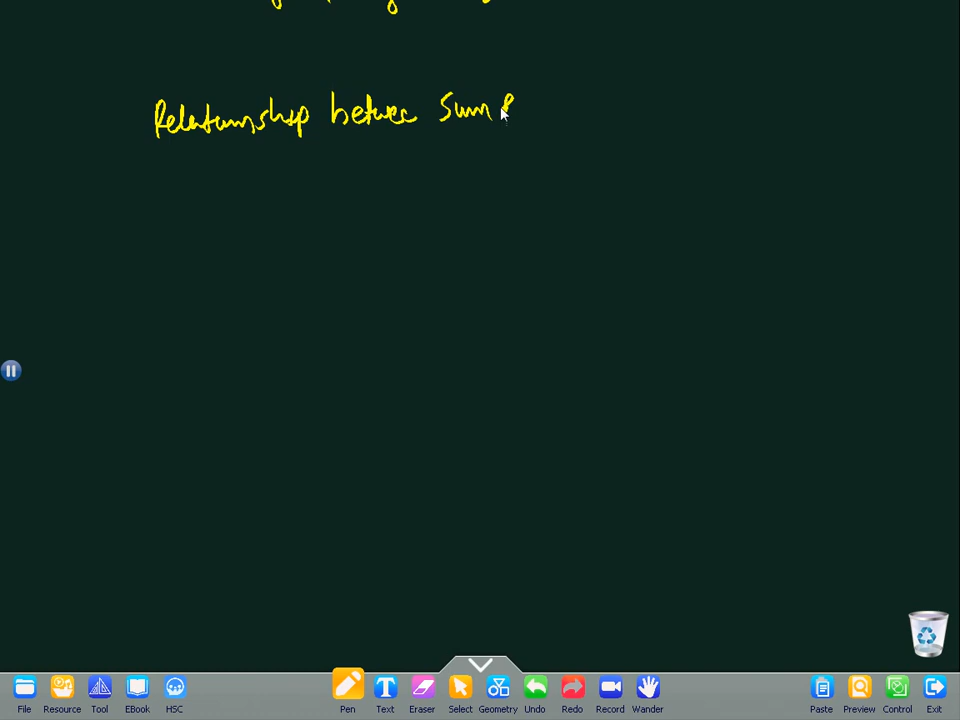 Relationship between Sum &
File Resource Tool EBook HSC Pen Text Eraser Select Geometry Undo Redo Record Wander Paste Preview Control Exit